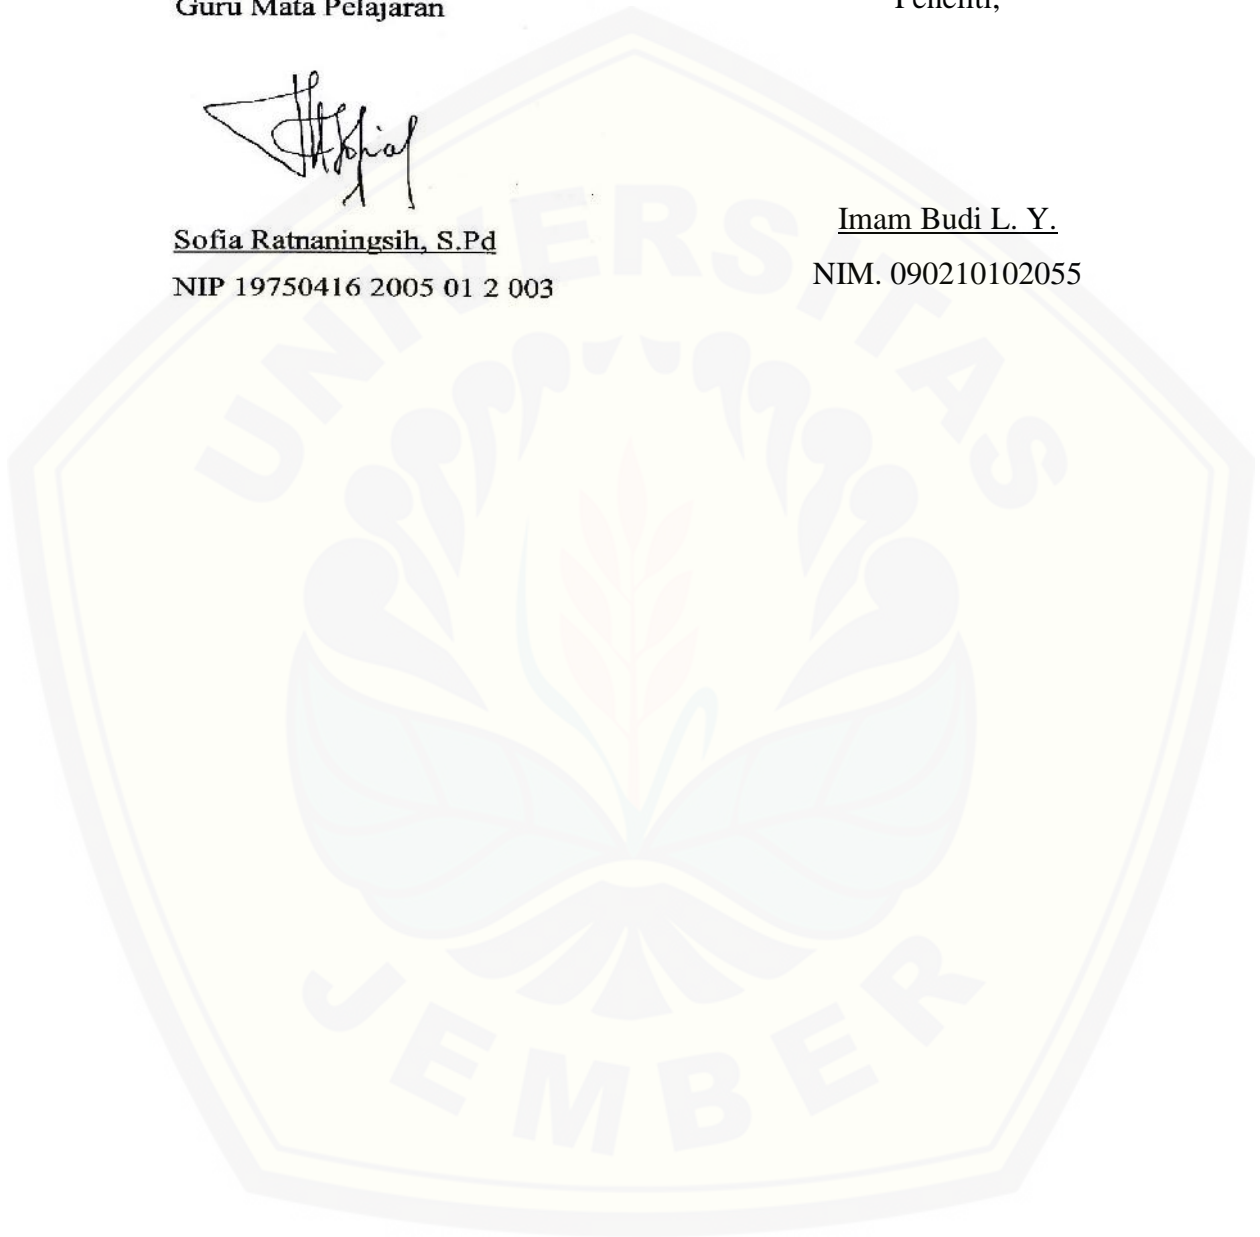 Guru Mata Pelajaran
Peneliti,
Sofia Ratnaningsih, S.Pd
NIP 19750416 2005 01 2 003
Imam Budi L. Y.
NIM. 090210102055
UNIVERSITAS
JEMBER